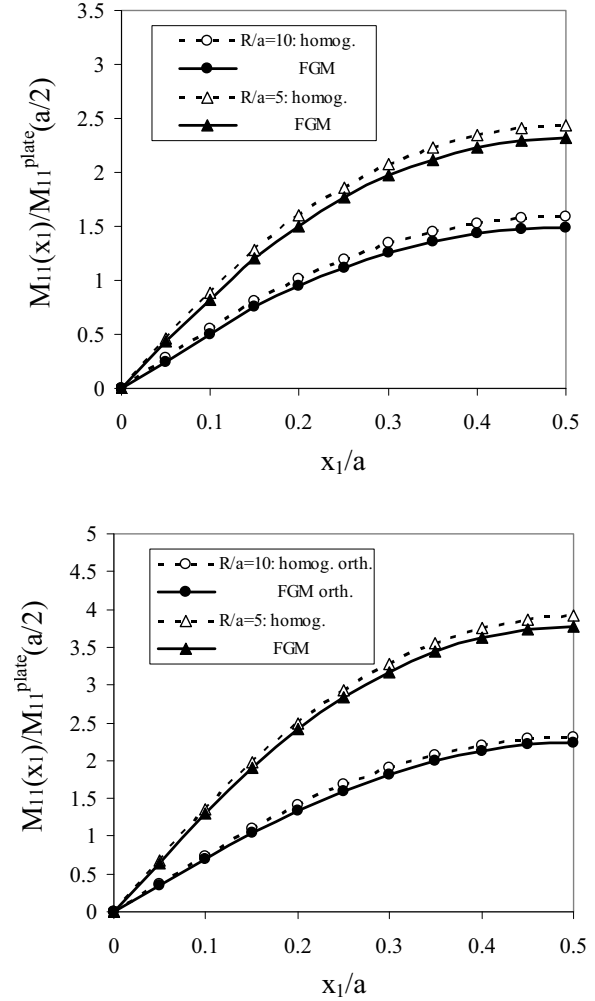 M₁₁(x₁)/M₁₁ᵖˡᵃᵗᵉ(a/2)
3.5
3
2.5
2
1.5
1
0.5
0
R/a=10: homog.
FGM
R/a=5: homog.
FGM
0 0.1 0.2 0.3 0.4 0.5
x₁/a
M₁₁(x₁)/M₁₁ᵖˡᵃᵗᵉ(a/2)
5
4.5
4
3.5
3
2.5
2
1.5
1
0.5
0
R/a=10: homog. orth.
FGM orth.
R/a=5: homog.
FGM
0 0.1 0.2 0.3 0.4 0.5
x₁/a